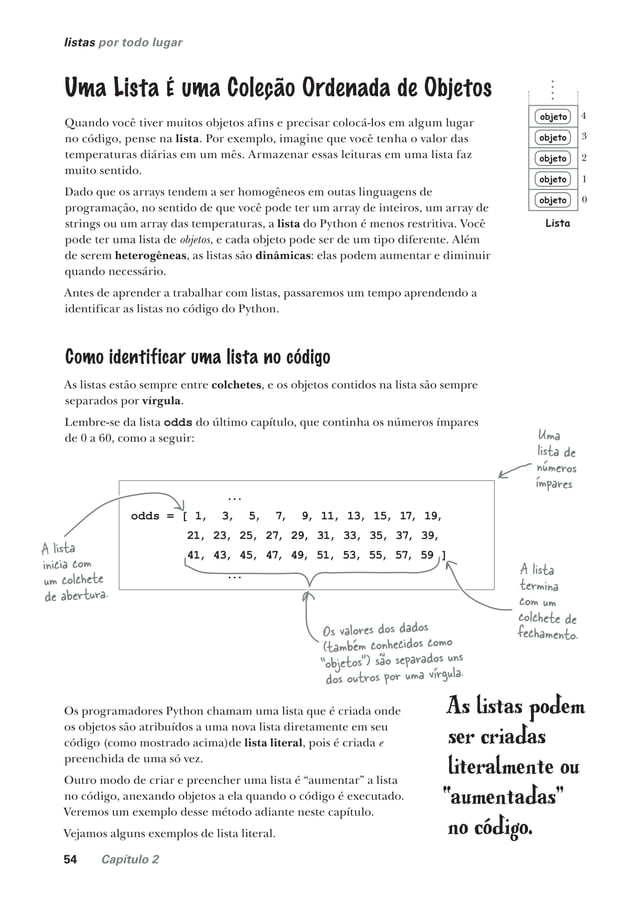 listas por todo lugar
Uma Lista É uma Coleção Ordenada de Objetos
Quando você tiver muitos objetos afins e precisar colocá-los em algum lugar
no código, pense na lista. Por exemplo, imagine que você tenha o valor das
temperaturas diárias em um mês. Armazenar essas leituras em uma lista faz
muito sentido.
Dado que os arrays tendem a ser homogêneos em outas linguagens de
programação, no sentido de que você pode ter um array de inteiros, um array de
strings ou um array das temperaturas, a lista do Python é menos restritiva. Você
pode ter uma lista de objetos, e cada objeto pode ser de um tipo diferente. Além
de serem heterogêneas, as listas são dinâmicas: elas podem aumentar e diminuir
quando necessário.
Antes de aprender a trabalhar com listas, passaremos um tempo aprendendo a
identificar as listas no código do Python.
objeto 4
objeto 3
objeto 2
objeto 1
objeto 0
Lista
Como identificar uma lista no código
As listas estão sempre entre colchetes, e os objetos contidos na lista são sempre
separados por vírgula.
Lembre-se da lista odds do último capítulo, que continha os números ímpares
de 0 a 60, como a seguir:
Uma
lista de
números
ímpares
...
odds = [ 1, 3, 5, 7, 9, 11, 13, 15, 17, 19,
21, 23, 25, 27, 29, 31, 33, 35, 37, 39,
41, 43, 45, 47, 49, 51, 53, 55, 57, 59 ]
...
A lista
inicia com
um colchete
de abertura.
A lista
termina
com um
colchete de
fechamento.
Os valores dos dados
(também conhecidos como
"objetos") são separados uns
dos outros por uma vírgula.
Os programadores Python chamam uma lista que é criada onde
os objetos são atribuídos a uma nova lista diretamente em seu
código (como mostrado acima)de lista literal, pois é criada e
preenchida de uma só vez.
Outro modo de criar e preencher uma lista é “aumentar” a lista
no código, anexando objetos a ela quando o código é executado.
Veremos um exemplo desse método adiante neste capítulo.
Vejamos alguns exemplos de lista literal.
As listas podem
ser criadas
literalmente ou
"aumentadas"
no código.
54 Capítulo 2